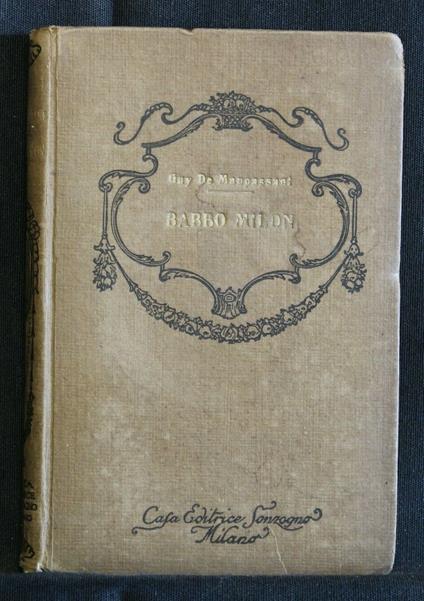 Guy De Maupassant
BABBO MILON
Casa Editrice Sonzogno
Milano